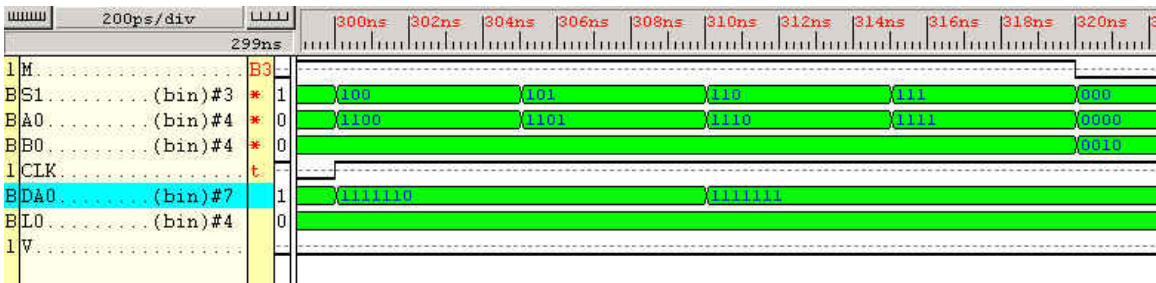 200ps/div
300ns 302ns 304ns 306ns 308ns 310ns 312ns 314ns 316ns 318ns 320ns
299ns
1 M.................. B3
B S1.........(bin)#3 * 1 100 101 110 111 000
B A0.........(bin)#4 * 0 1100 1101 1110 1111 0000
B B0.........(bin)#4 * 0 0010
1 CLK................ t
B DA0........(bin)#7 1 1111110 1111111
B L0.........(bin)#4 0
1 V..................